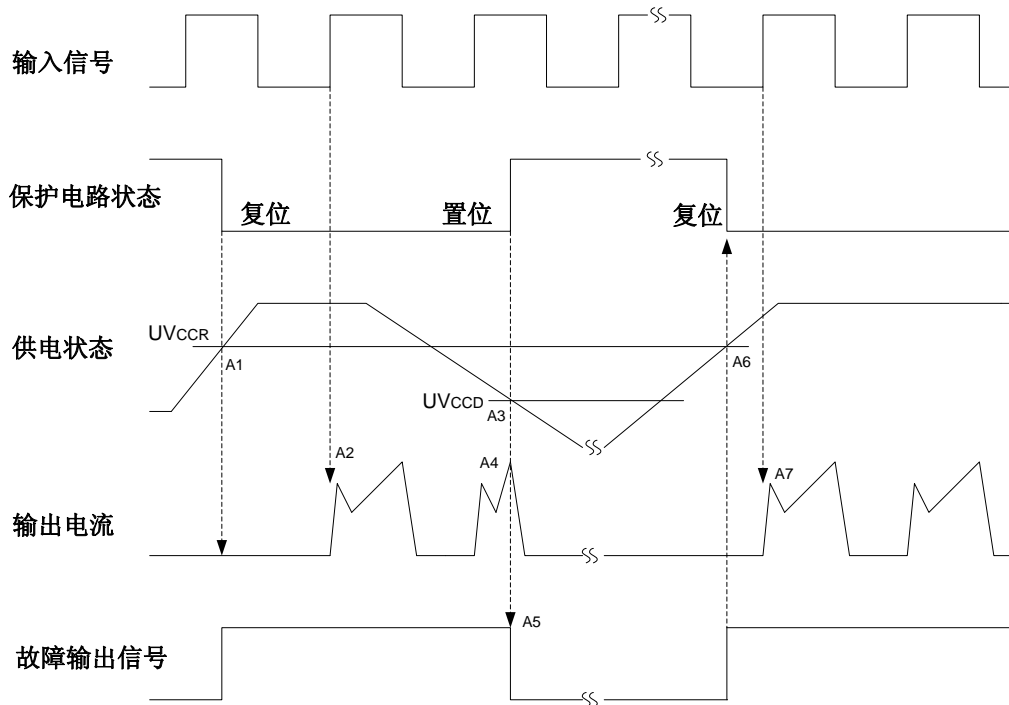 输入信号
保护电路状态
复位
置位
复位
供电状态
UVCCR
A1
UVCCD
A3
A6
输出电流
A2
A4
A7
故障输出信号
A5